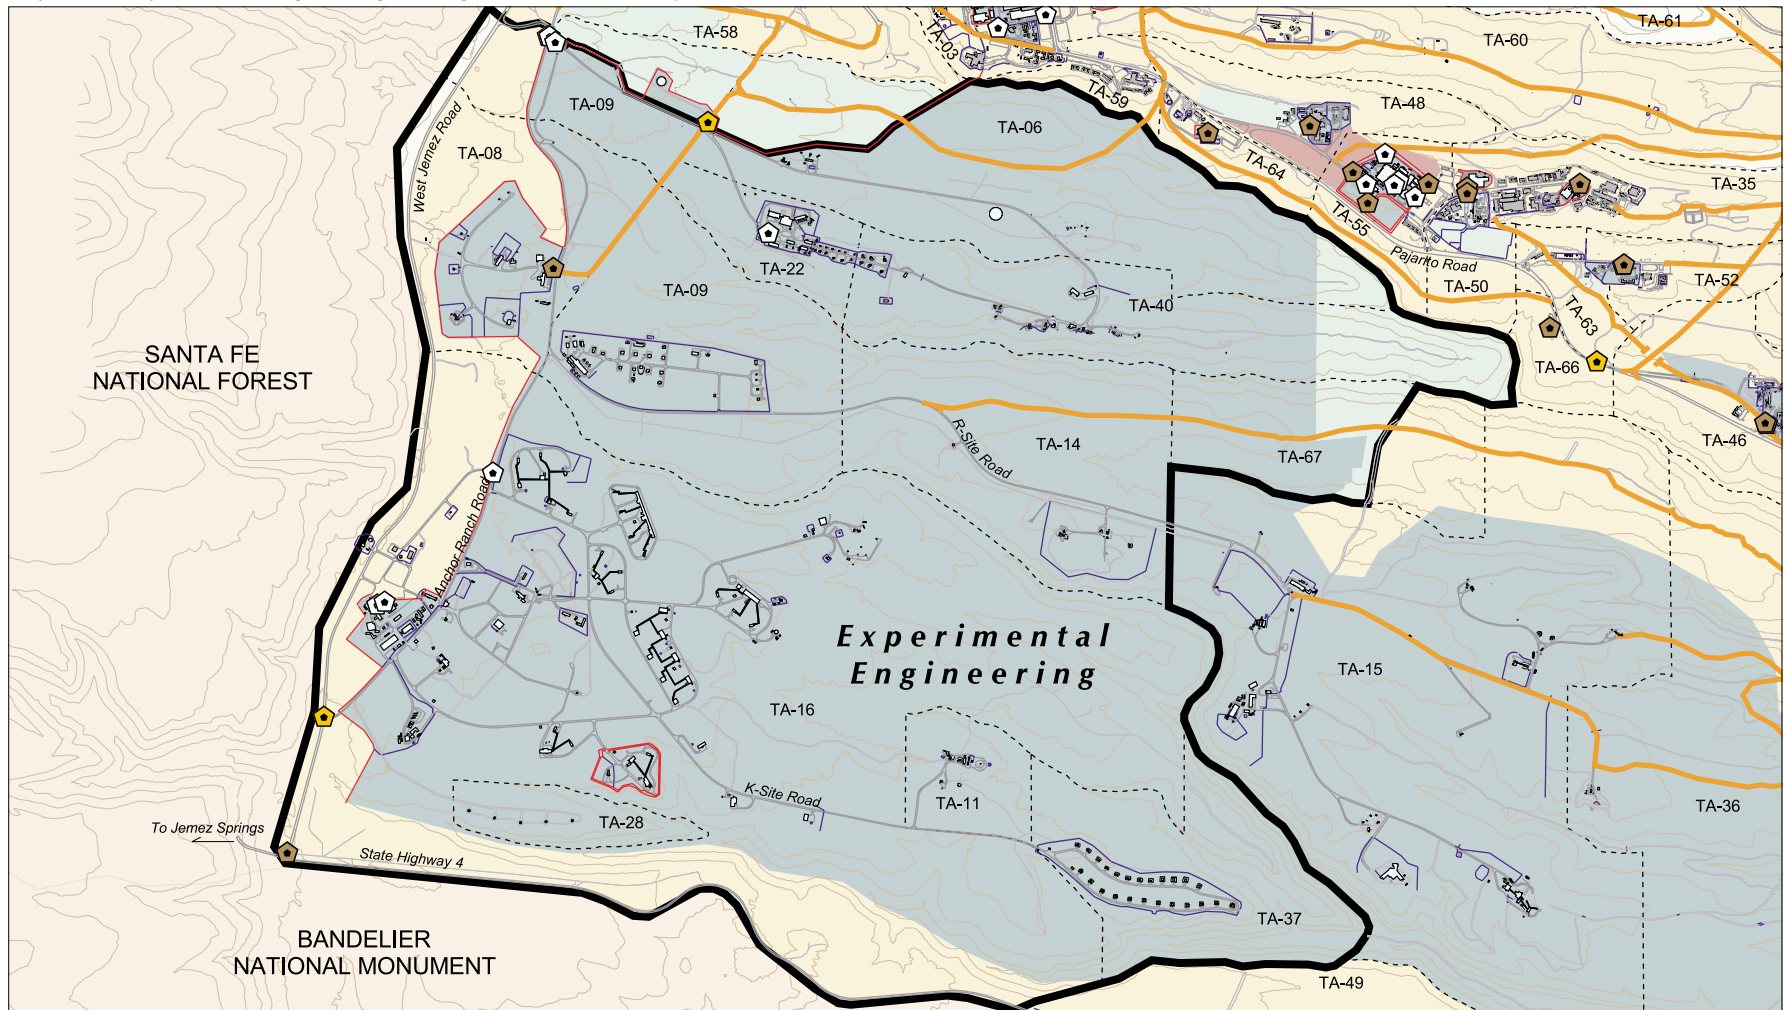 TA-61
TA-58
TA-03
TA-60
TA-59
TA-09
TA-06
TA-48
TA-08
West Jemez Road
TA-64
TA-35
TA-55
Pajarito Road
TA-22
TA-09
TA-40
TA-50
TA-52
TA-63
SANTA FE
NATIONAL FOREST
TA-66
R-Site Road
TA-14
TA-67
TA-46
Anchor Ranch Road
Experimental
Engineering
TA-15
TA-16
K-Site Road
TA-11
TA-36
TA-28
To Jemez Springs
State Highway 4
TA-37
BANDELIER
NATIONAL MONUMENT
TA-49